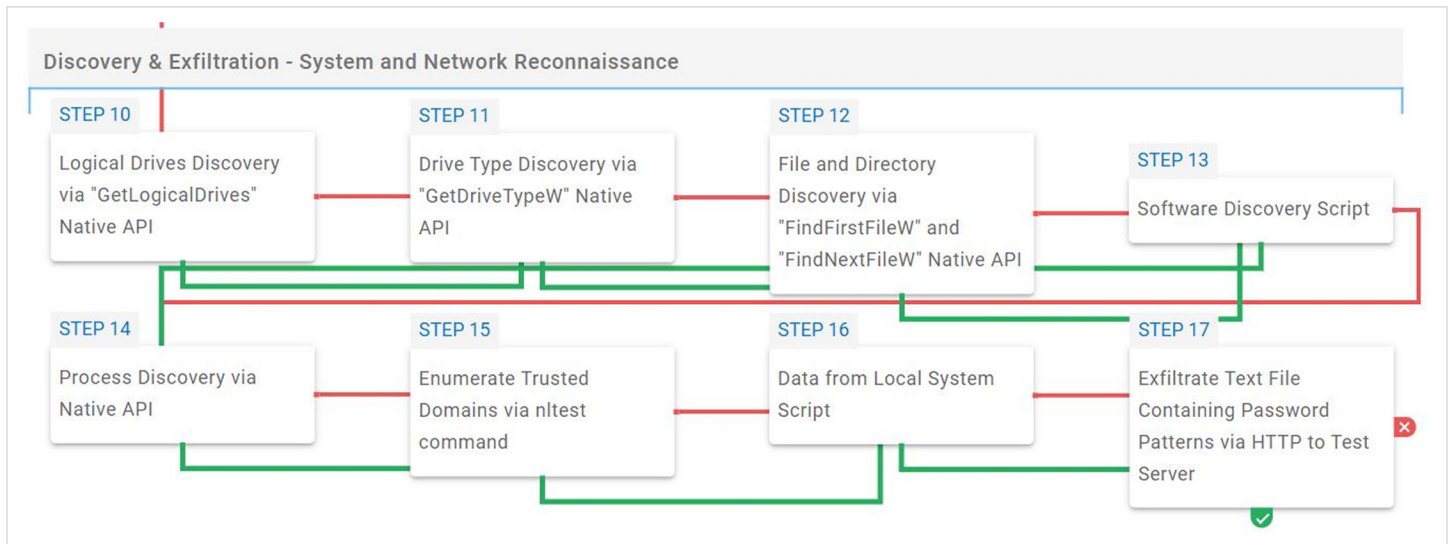 Discovery & Exfiltration - System and Network Reconnaissance
STEP 10
Logical Drives Discovery
via "GetLogicalDrives"
Native API
STEP 11
Drive Type Discovery via
"GetDriveTypeW" Native
API
STEP 12
File and Directory
Discovery via
"FindFirstFileW" and
"FindNextFileW" Native API
STEP 13
Software Discovery Script
STEP 14
Process Discovery via
Native API
STEP 15
Enumerate Trusted
Domains via nltest
command
STEP 16
Data from Local System
Script
STEP 17
Exfiltrate Text File
Containing Password
Patterns via HTTP to Test
Server